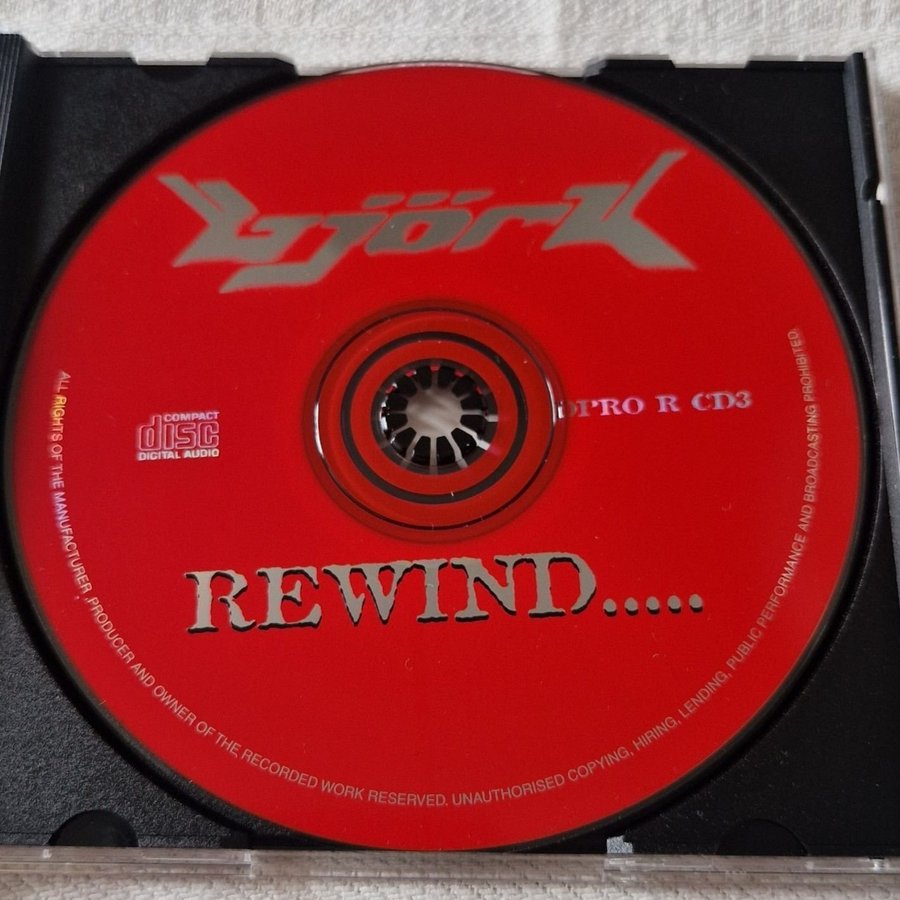 björk
COMPACT
disc
DIGITAL AUDIO
R CD3
REWIND.....
ALL RIGHTS OF THE MANUFACTURER ,PRODUCER AND OWNER OF THE RECORDED WORK RESERVED. UNAUTHORISED COPYING, HIRING, LENDING, PUBLIC PERFORMANCE AND BROADCASTING PROHIBITED.